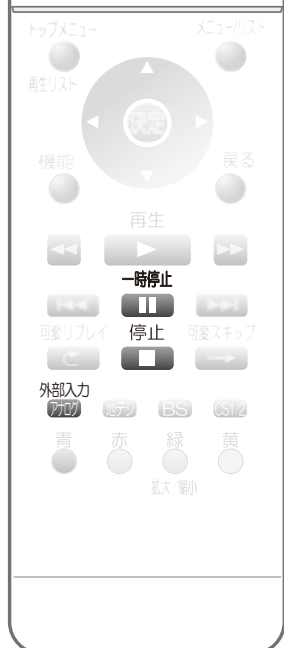 トップメニュー メニュー/リスト
再生リスト
決定
機能 戻る
再生
一時停止
可変リプレイ 停止 可変スキップ
外部入力
アナログ 地デジ BS CS1/2
青 赤 緑 黄
拡大/縮小